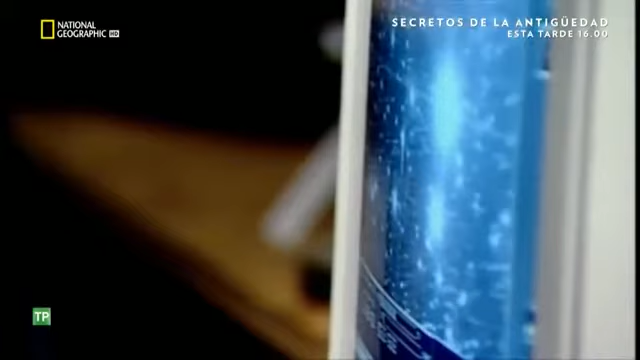 NATIONAL
GEOGRAPHIC HD
SECRETOS DE LA ANTIGÜEDAD
ESTA TARDE 16.00
TP